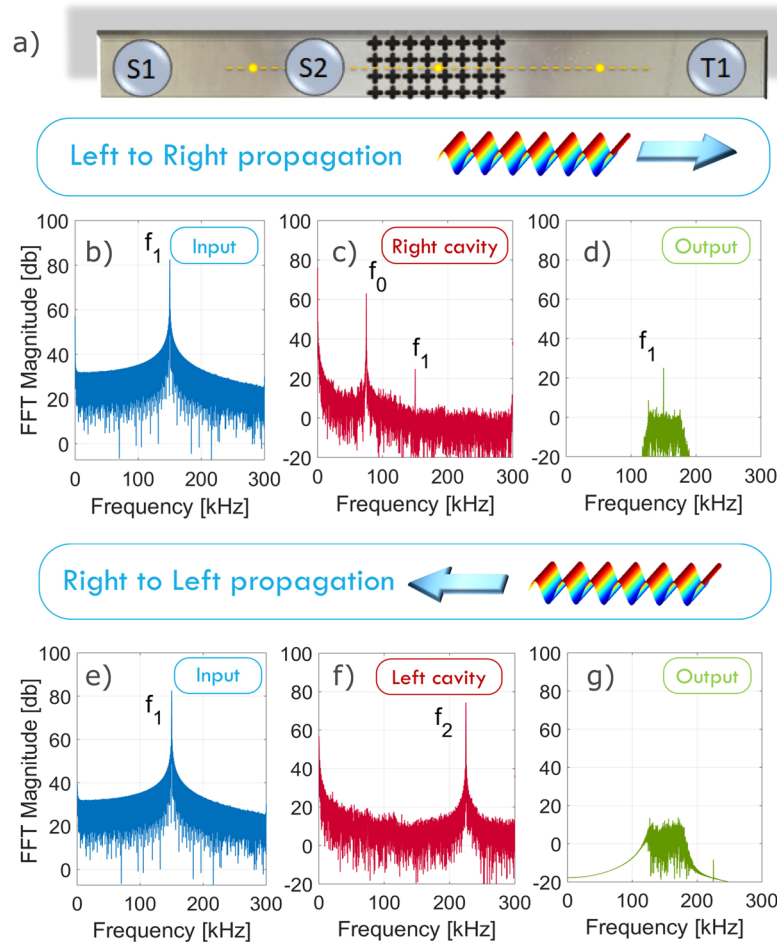 a)
S1 S2 T1
Left to Right propagation
b) f1 Input
c) f0 f1 Right cavity
d) f1 Output
FFT Magnitude [db]
100
80
60
40
20
0
0 100 200 300
Frequency [kHz]
100
80
60
40
20
0
-20
0 100 200 300
Frequency [kHz]
100
80
60
40
20
0
-20
0 100 200 300
Frequency [kHz]
Right to Left propagation
e) f1 Input
f) f2 Left cavity
g) Output
FFT Magnitude [db]
100
80
60
40
20
0
0 100 200 300
Frequency [kHz]
100
80
60
40
20
0
-20
0 100 200 300
Frequency [kHz]
100
80
60
40
20
0
-20
0 100 200 300
Frequency [kHz]